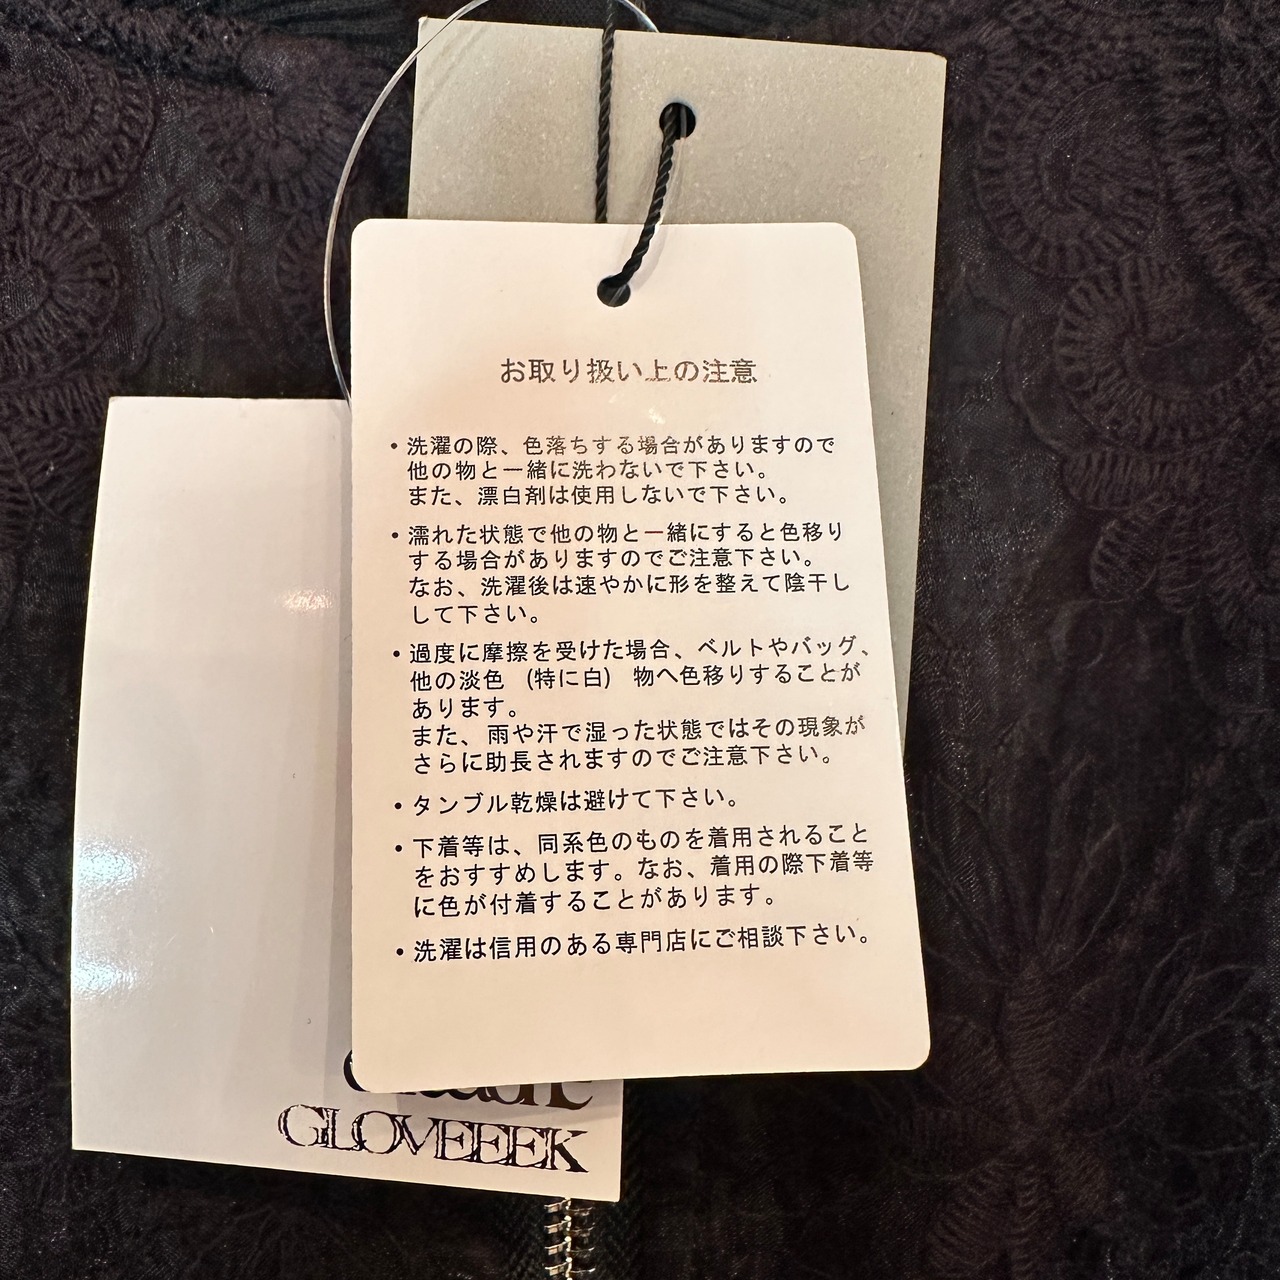 お取り扱い上の注意
・洗濯の際、色落ちする場合がありますので
他の物と一緒に洗わないで下さい。
また、漂白剤は使用しないで下さい。
・濡れた状態で他の物と一緒にすると色移り
する場合がありますのでご注意下さい。
なお、洗濯後は速やかに形を整えて陰干し
して下さい。
・過度に摩擦を受けた場合、ベルトやバッグ、
他の淡色 (特に白) 物へ色移りすることが
あります。
また、雨や汗で湿った状態ではその現象が
さらに助長されますのでご注意下さい。
・タンブル乾燥は避けて下さい。
・下着等は、同系色のものを着用されること
をおすすめします。なお、着用の際下着等
に色が付着することがあります。
・洗濯は信用のある専門店にご相談下さい。
GLOVEEEK